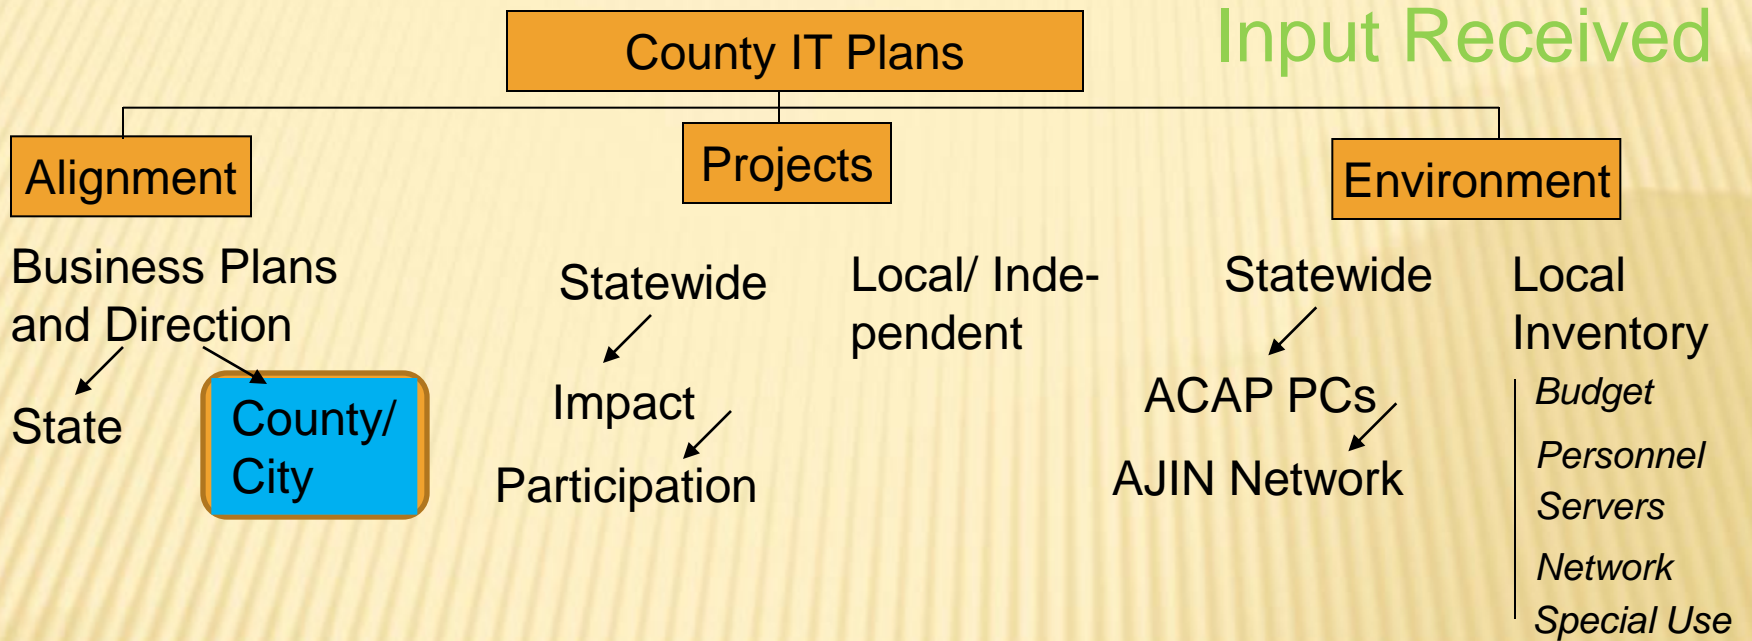 Input Received
County IT Plans
Alignment
Projects
Environment
Business Plans
and Direction
State
County/
City
Statewide
Impact
Participation
Local/ Inde-
pendent
Statewide
ACAP PCs
AJIN Network
Local
Inventory
Budget
Personnel
Servers
Network
Special Use